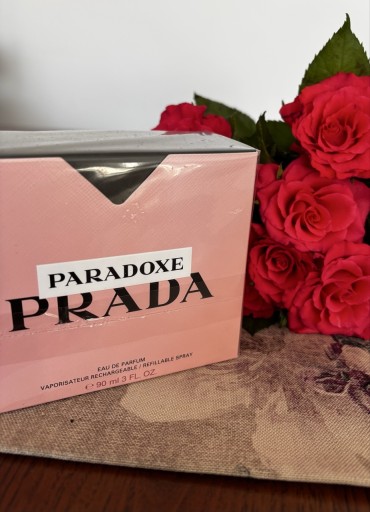 PARADOXE
PRADA
EAU DE PARFUM
VAPORISATEUR RECHARGEABLE / REFILLABLE SPRAY
℮ 90 ml 3 FL. OZ.